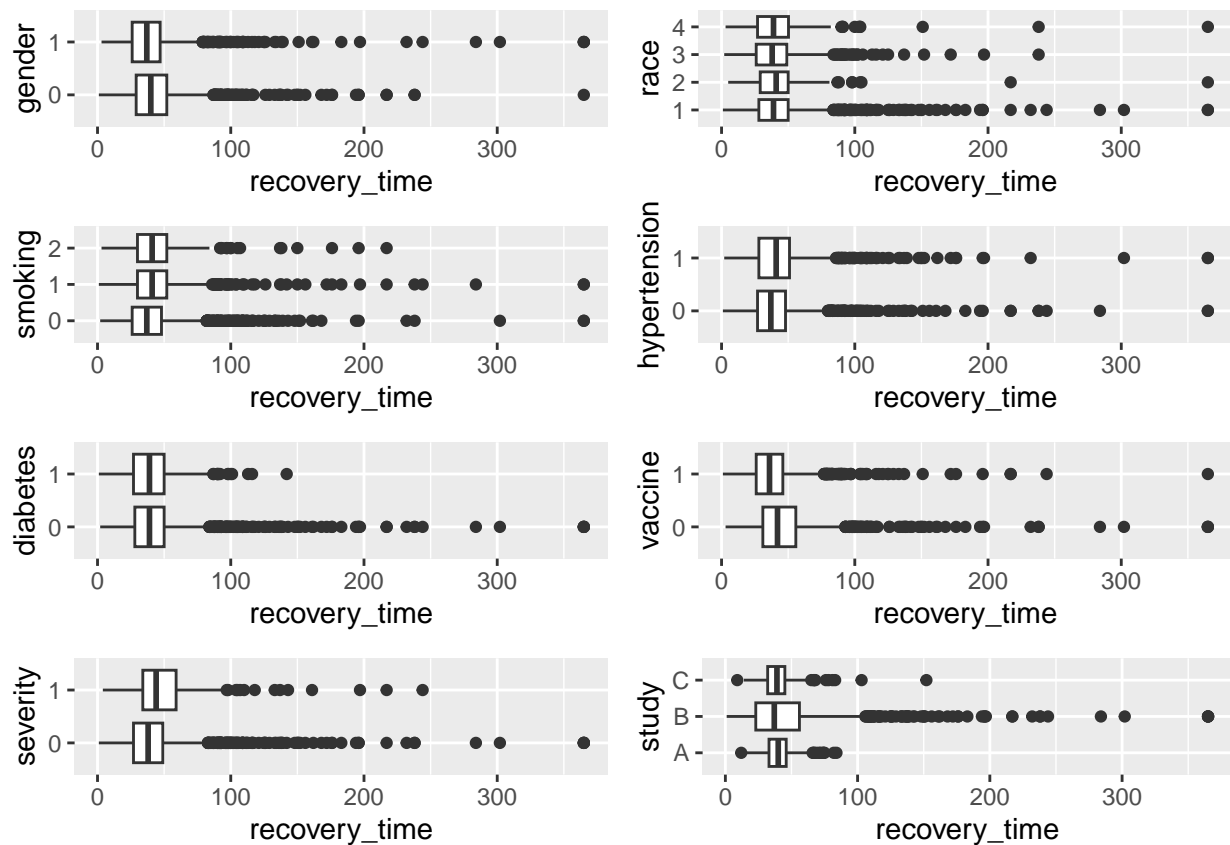 gender
1
0
0 100 200 300
recovery_time
race
4
3
2
1
0 100 200 300
recovery_time
smoking
2
1
0
0 100 200 300
recovery_time
hypertension
1
0
0 100 200 300
recovery_time
diabetes
1
0
0 100 200 300
recovery_time
vaccine
1
0
0 100 200 300
recovery_time
severity
1
0
0 100 200 300
recovery_time
study
C
B
A
0 100 200 300
recovery_time